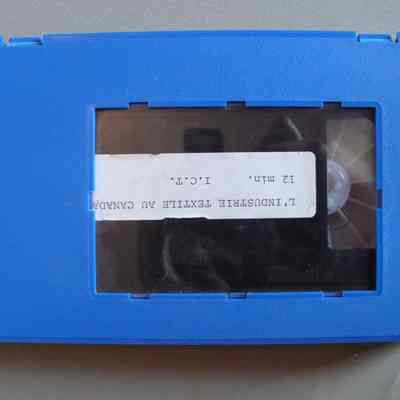 L'INDUSTRIE TEXTILE AU CANADA
12 min. I.C.T.